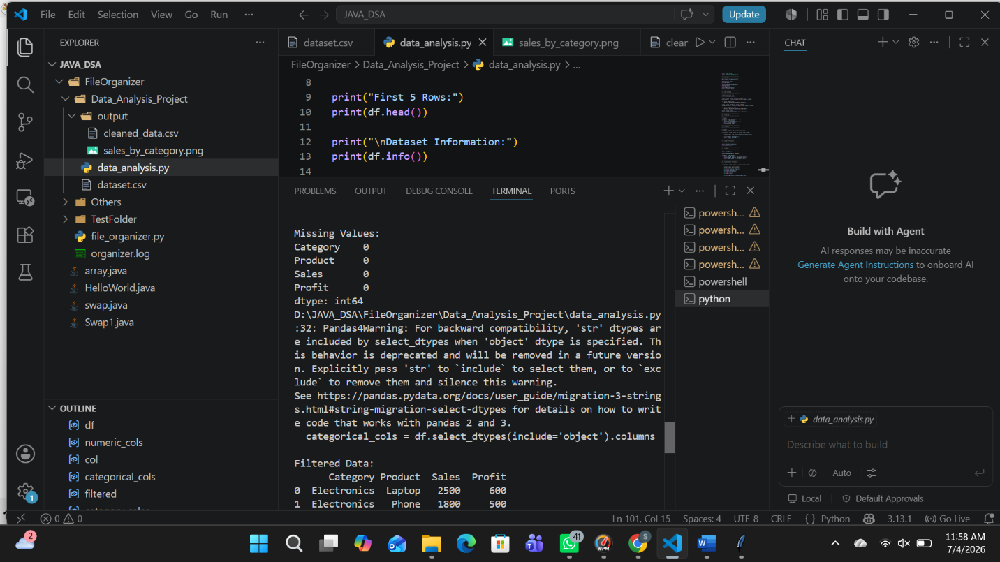 File Edit Selection View Go Run ··· JAVA_DSA Update
EXPLORER ···
JAVA_DSA
FileOrganizer
Data_Analysis_Project
output
cleaned_data.csv
sales_by_category.png
data_analysis.py
dataset.csv
Others
TestFolder
file_organizer.py
organizer.log
array.java
HelloWorld.java
swap.java
Swap1.java
OUTLINE
df
numeric_cols
col
categorical_cols
filtered
1
dataset.csv data_analysis.py sales_by_category.png clear
FileOrganizer > Data_Analysis_Project > data_analysis.py > ...
8
9 print("First 5 Rows:")
10 print(df.head())
11
12 print("\nDataset Information:")
13 print(df.info())
14
PROBLEMS OUTPUT DEBUG CONSOLE TERMINAL PORTS
Missing Values:
Category 0
Product 0
Sales 0
Profit 0
dtype: int64
D:\JAVA_DSA\FileOrganizer\Data_Analysis_Project\data_analysis.py
:32: Pandas4Warning: For backward compatibility, 'str' dtypes ar
e included by select_dtypes when 'object' dtype is specified. Th
is behavior is deprecated and will be removed in a future versio
n. Explicitly pass 'str' to `include` to select them, or to `exc
lude` to remove them and silence this warning.
See https://pandas.pydata.org/docs/user_guide/migration-3-string
s.html#string-migration-select-dtypes for details on how to writ
e code that works with pandas 2 and 3.
categorical_cols = df.select_dtypes(include='object').columns
Filtered Data:
Category Product Sales Profit
0 Electronics Laptop 2500 600
1 Electronics Phone 1800 500
powersh...
powersh...
powersh...
powersh...
powershell
python
CHAT
Build with Agent
AI responses may be inaccurate
Generate Agent Instructions to onboard AI
onto your codebase.
data_analysis.py
Describe what to build
Auto
Local Default Approvals
0 0 Ln 101, Col 15 Spaces: 4 UTF-8 CRLF { } Python 3.13.1 Go Live
2 41 WPM S W 11:58 AM
7/4/2026